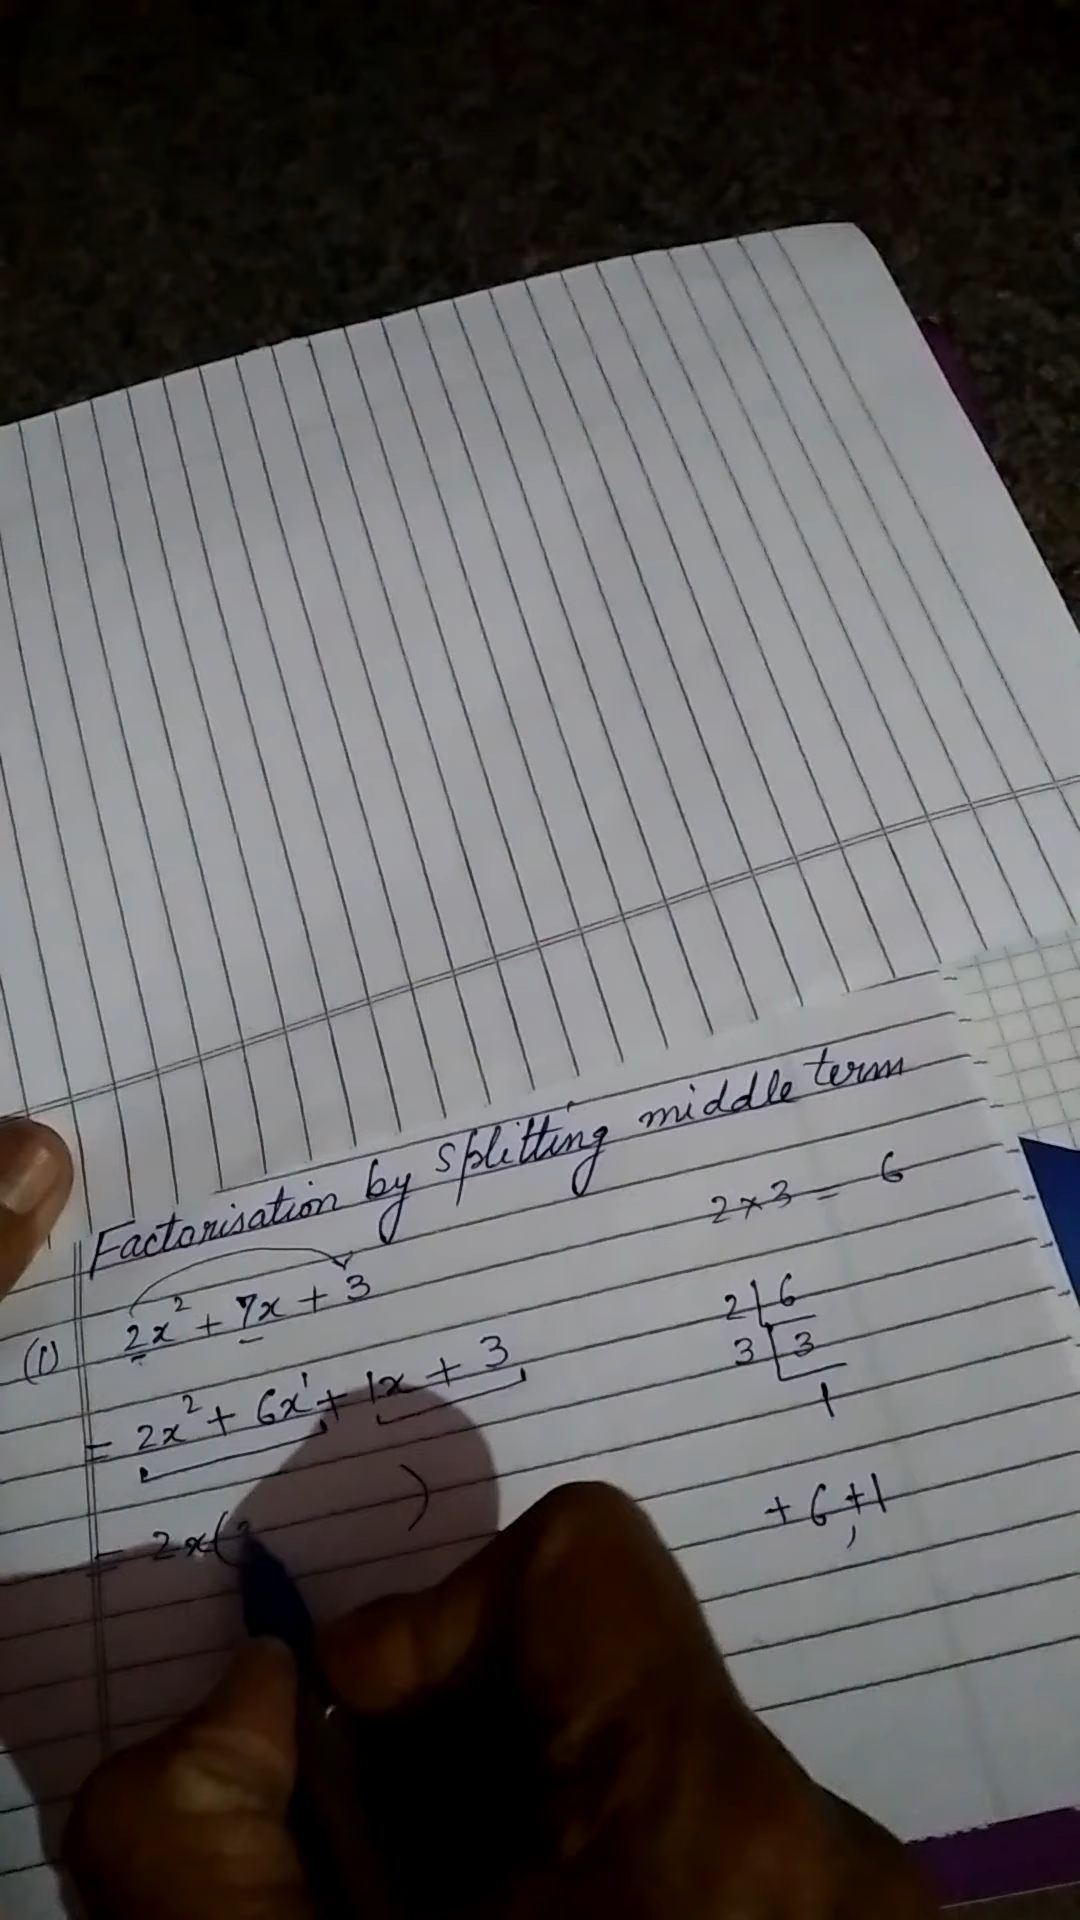 Factorisation by splitting middle term
2 x 3 = 6
(1) 2x² + 7x + 3
2 6
= 2x² + 6x¹ + 1x + 3
3 3
1
+6, +1
= 2x( )